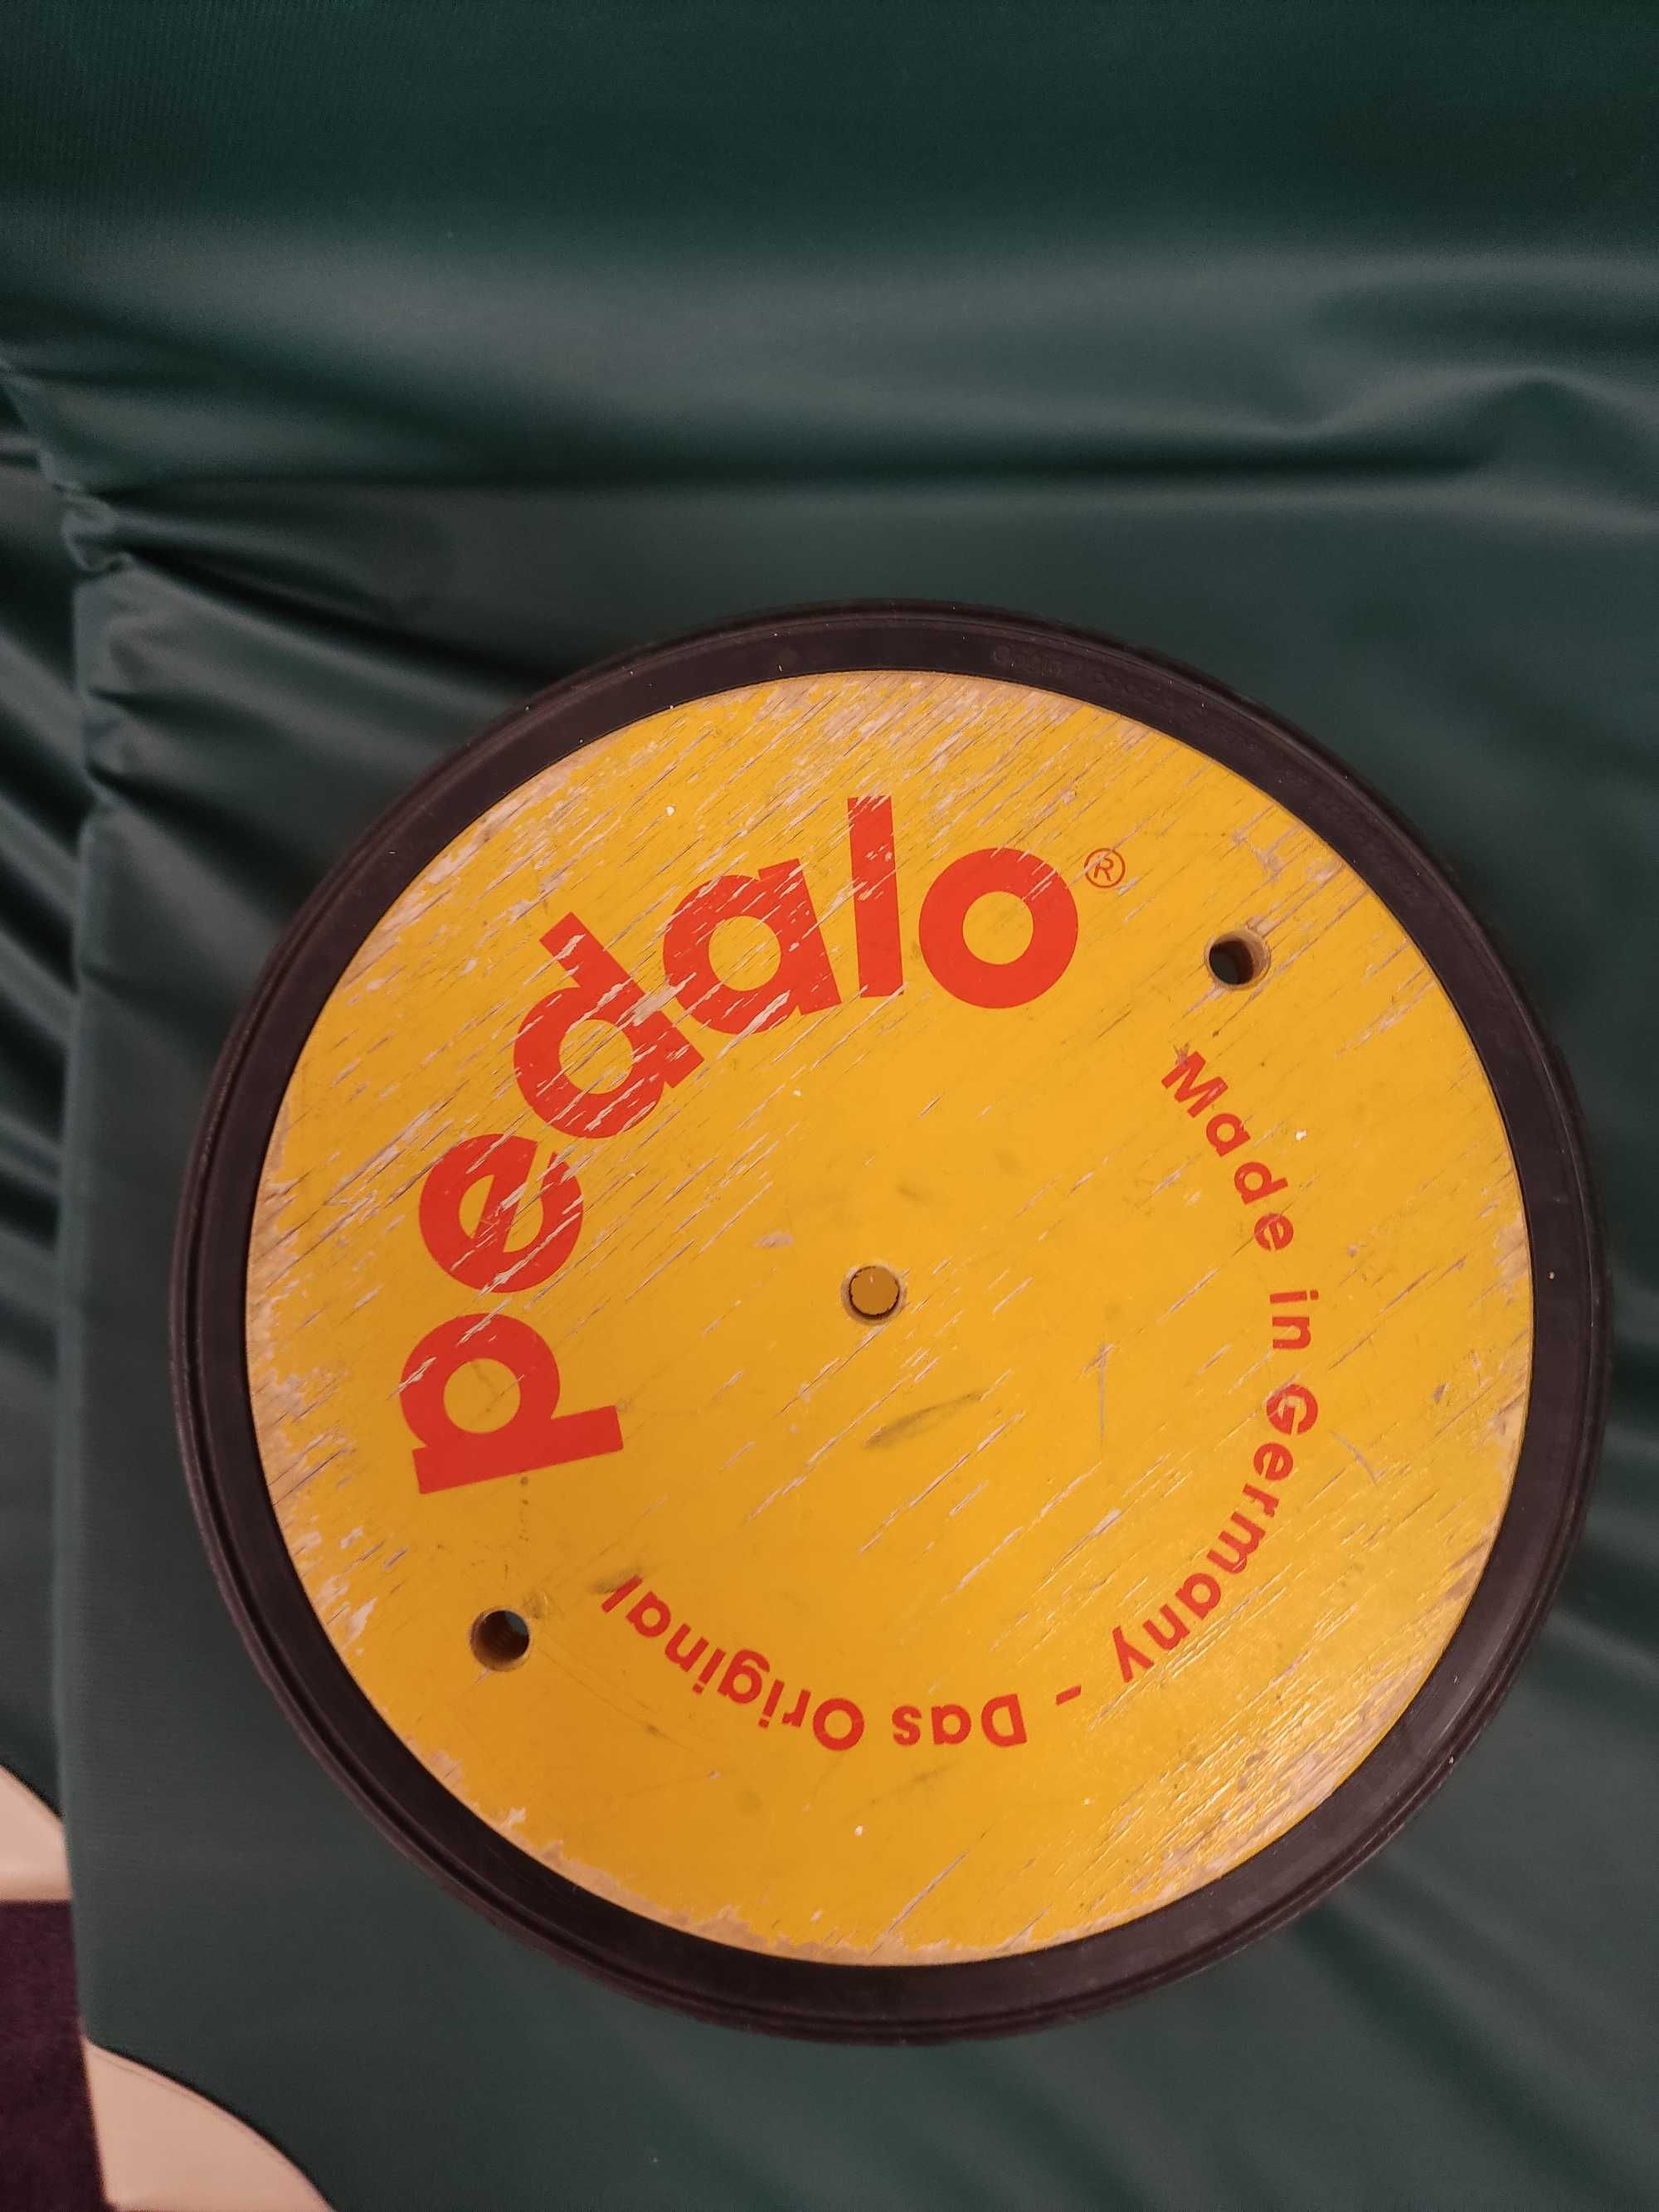 pedalo®
Made in Germany - Das Original